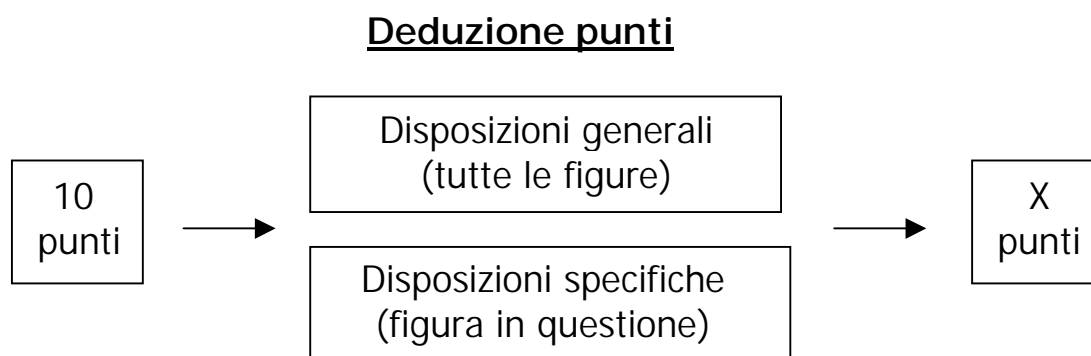 Deduzione punti
Disposizioni generali
(tutte le figure)
10
punti
X
punti
Disposizioni specifiche
(figura in questione)